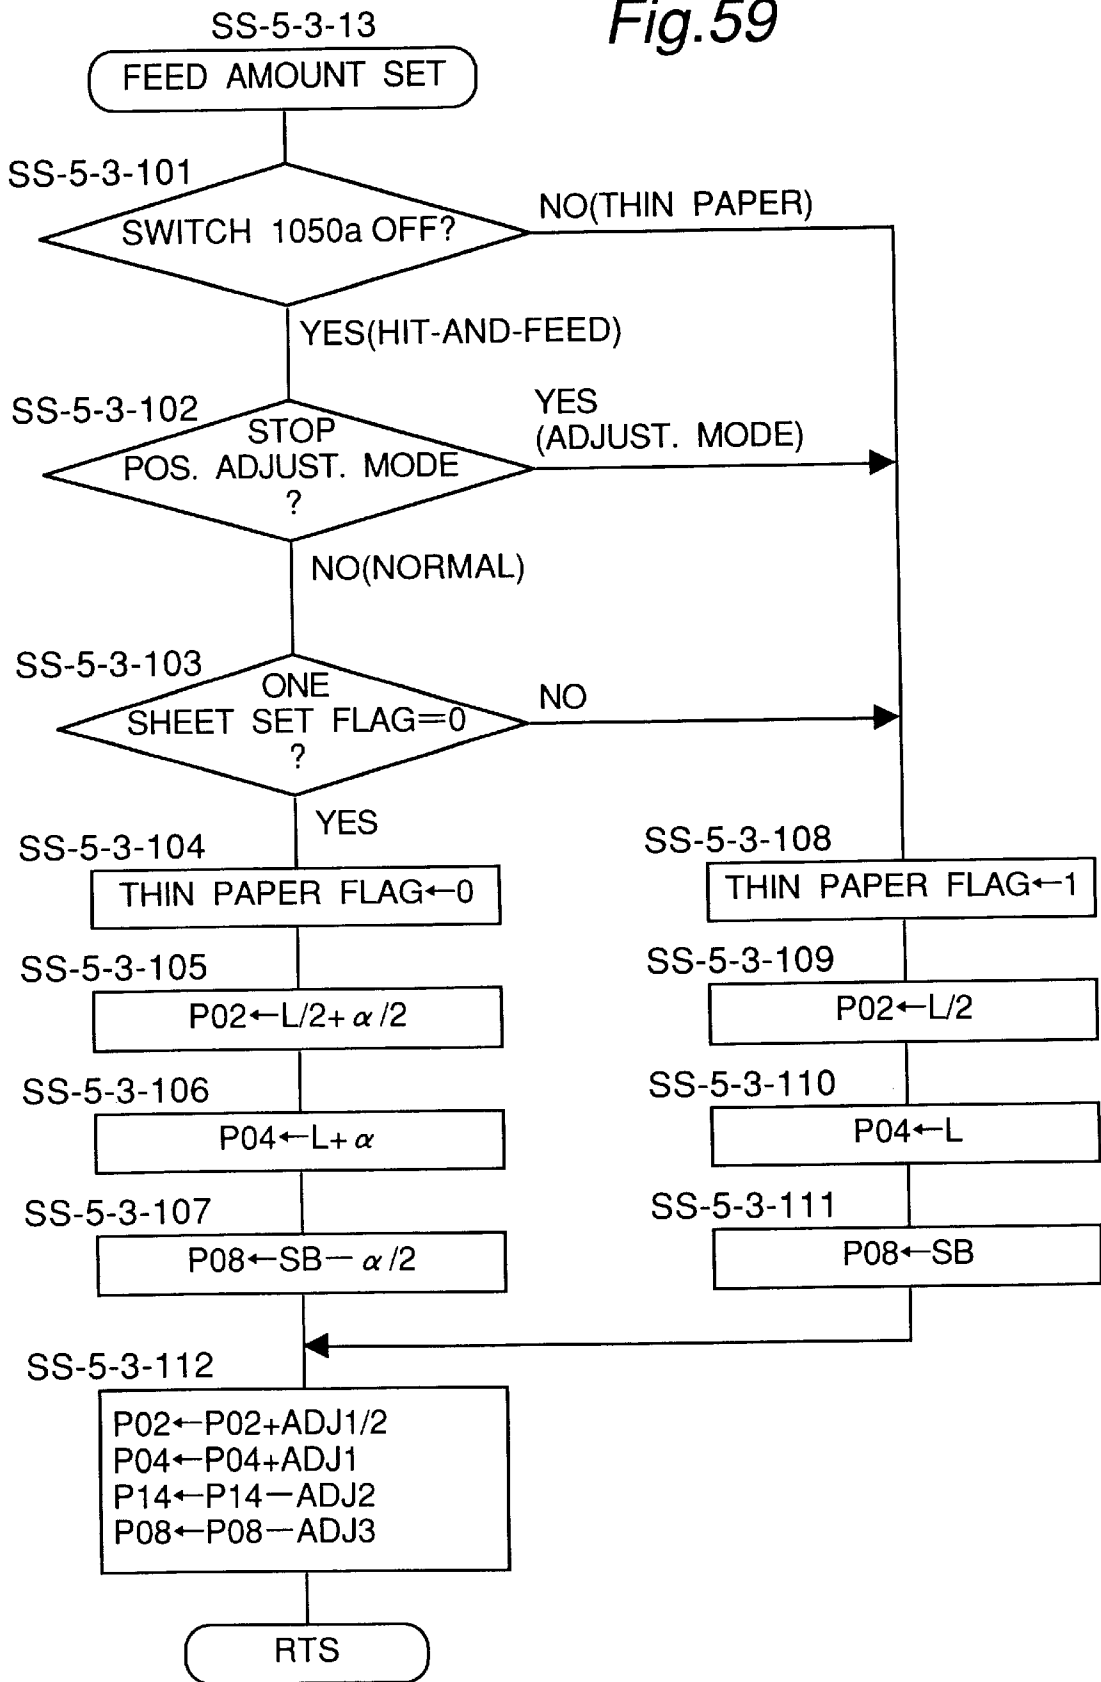 Fig.59
SS-5-3-13
FEED AMOUNT SET
SS-5-3-101
SWITCH 1050a OFF?
NO(THIN PAPER)
YES(HIT-AND-FEED)
SS-5-3-102
STOP
POS. ADJUST. MODE
?
YES
(ADJUST. MODE)
NO(NORMAL)
SS-5-3-103
ONE
SHEET SET FLAG=0
?
NO
YES
SS-5-3-104
THIN PAPER FLAG←0
SS-5-3-105
P02←L/2+α/2
SS-5-3-106
P04←L+α
SS-5-3-107
P08←SB−α/2
SS-5-3-108
THIN PAPER FLAG←1
SS-5-3-109
P02←L/2
SS-5-3-110
P04←L
SS-5-3-111
P08←SB
SS-5-3-112
P02←P02+ADJ1/2
P04←P04+ADJ1
P14←P14−ADJ2
P08←P08−ADJ3
RTS